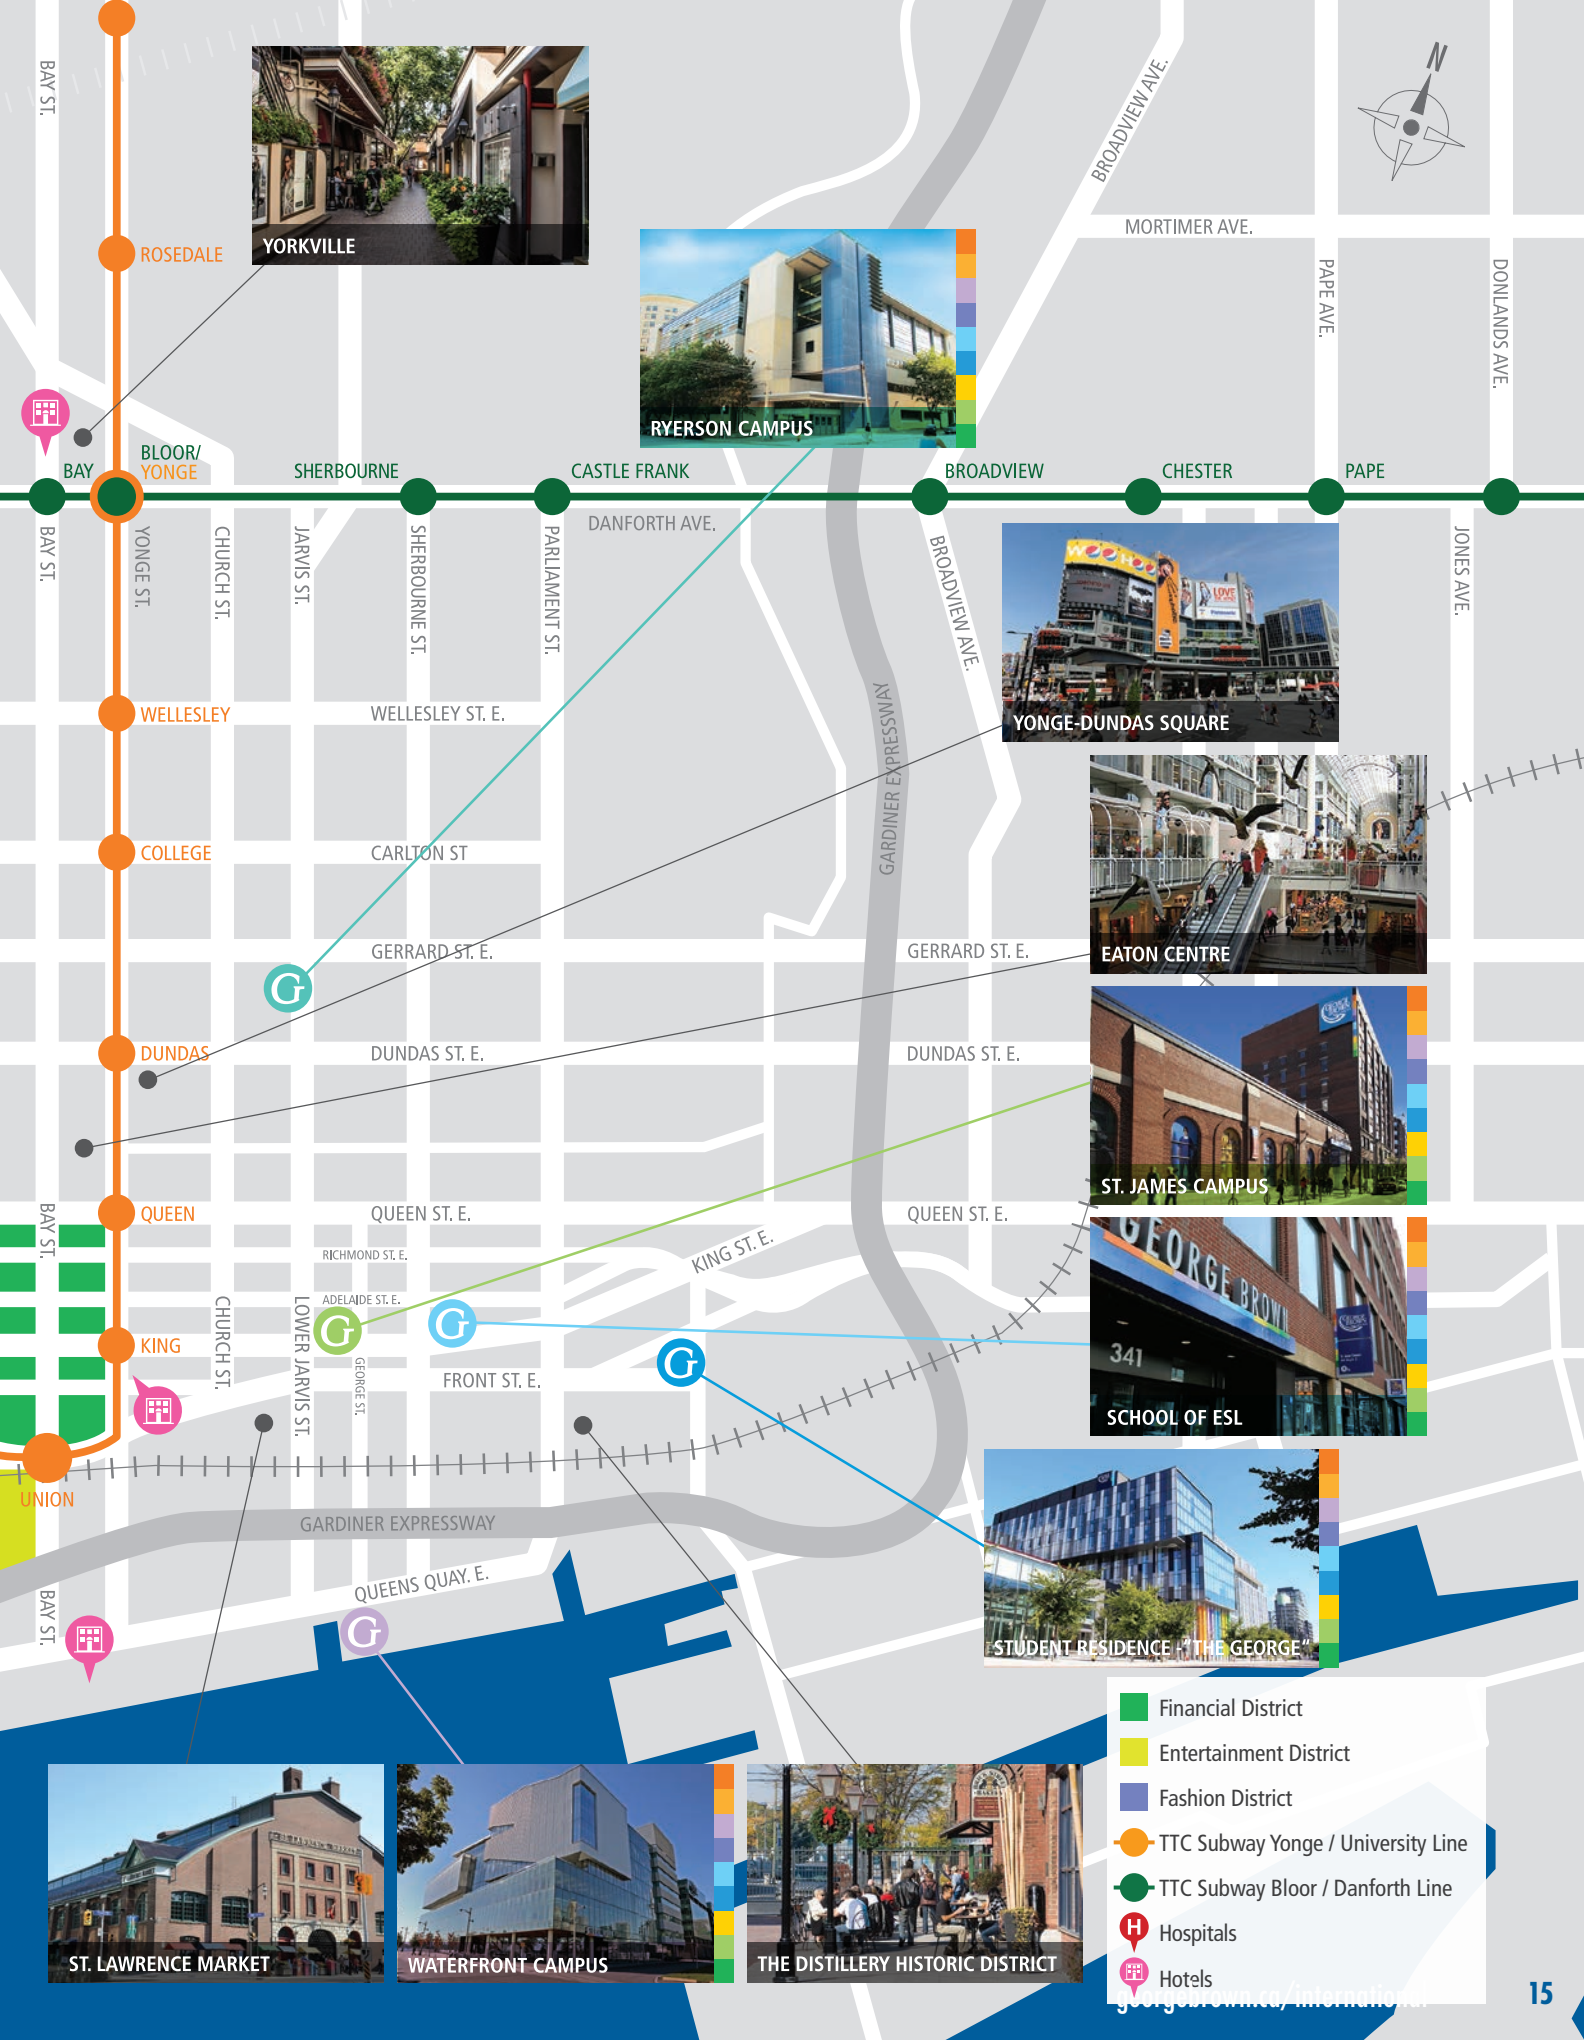 BAY ST.
N
BROADVIEW AVE.
MORTIMER AVE.
ROSEDALE
YORKVILLE
PAPE AVE.
DONLANDS AVE.
RYERSON CAMPUS
BLOOR/
YONGE
BAY
SHERBOURNE
CASTLE FRANK
BROADVIEW
CHESTER
PAPE
DANFORTH AVE.
BAY ST.
YONGE ST.
CHURCH ST.
JARVIS ST.
SHERBOURNE ST.
PARLIAMENT ST.
BROADVIEW AVE.
JONES AVE.
WOO HOO
LOVE
YONGE-DUNDAS SQUARE
WELLESLEY
WELLESLEY ST. E.
GARDINER EXPRESSWAY
COLLEGE
CARLTON ST
GERRARD ST. E.
GERRARD ST. E.
EATON CENTRE
G
DUNDAS
DUNDAS ST. E.
DUNDAS ST. E.
ST. JAMES CAMPUS
QUEEN
QUEEN ST. E.
QUEEN ST. E.
BAY ST.
RICHMOND ST. E.
KING ST. E.
ADELAIDE ST. E.
GEORGE BROWN
341
SCHOOL OF ESL
CHURCH ST.
LOWER JARVIS ST.
G
G
G
KING
GEORGE ST.
FRONT ST. E.
UNION
GARDINER EXPRESSWAY
QUEENS QUAY. E.
BAY ST.
G
STUDENT RESIDENCE -"THE GEORGE"
Financial District
Entertainment District
Fashion District
TTC Subway Yonge / University Line
TTC Subway Bloor / Danforth Line
H Hospitals
Hotels
ST. LAWRENCE MARKET
WATERFRONT CAMPUS
THE DISTILLERY HISTORIC DISTRICT
georgebrown.ca/international
15